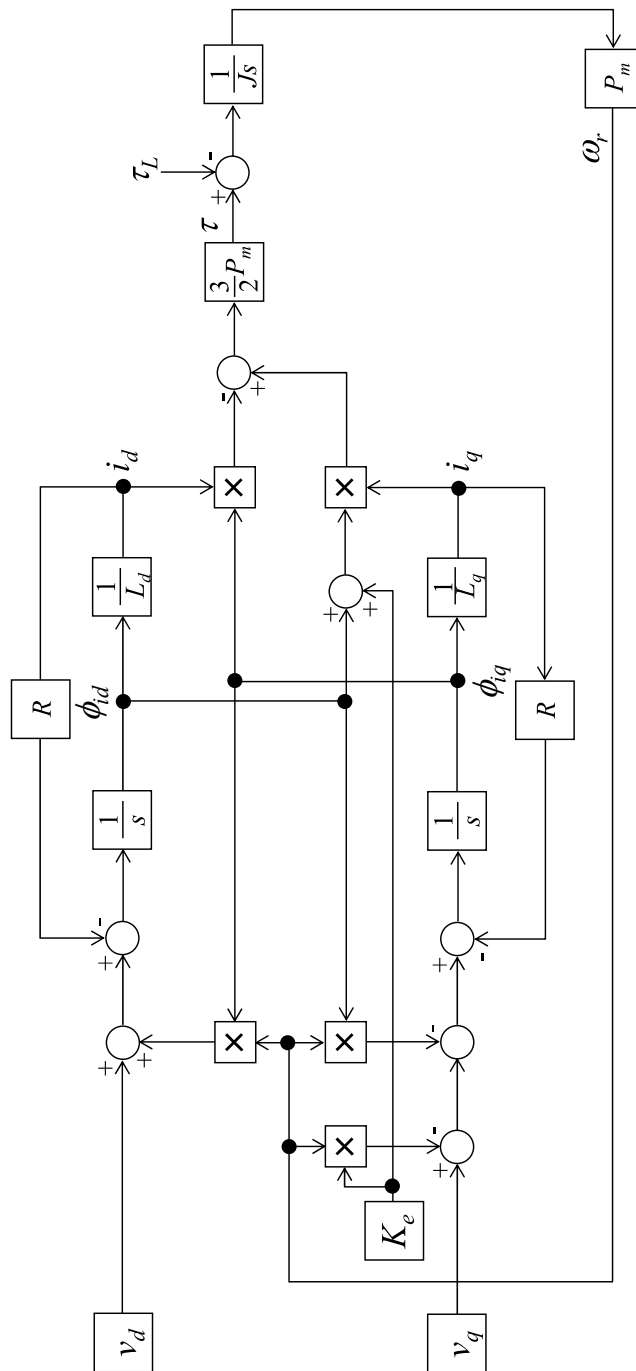 v_d
+
+
+
-
1/s
R
ϕ_id
1/L_d
i_d
×
×
-
+
3/2 P_m
τ
+
-
τ_L
1/Js
P_m
ω_r
×
×
+
+
×
K_e
v_q
+
-
-
+
-
1/s
R
ϕ_iq
1/L_q
i_q